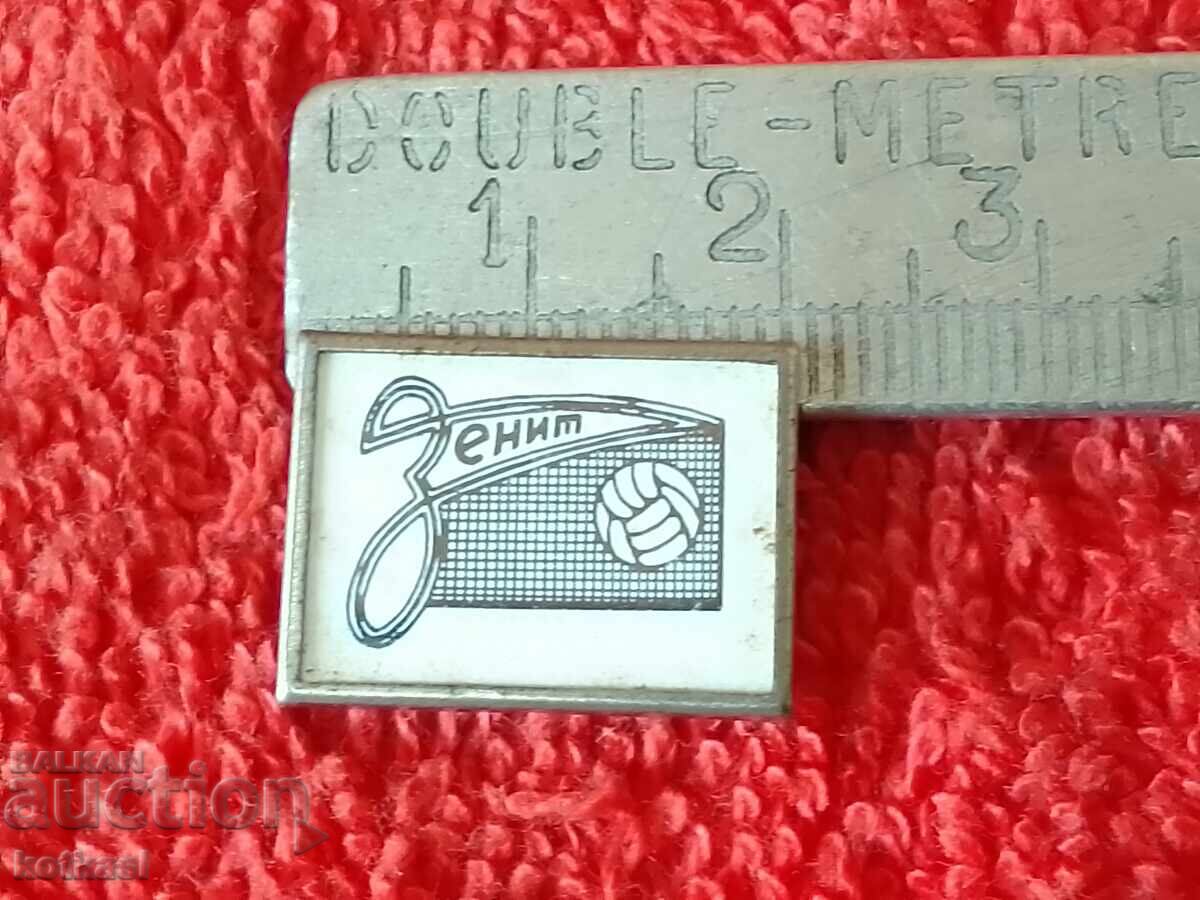 DOUBLE-METRE
1 2 3
Зенит
BALKAN
auction
kotkasl